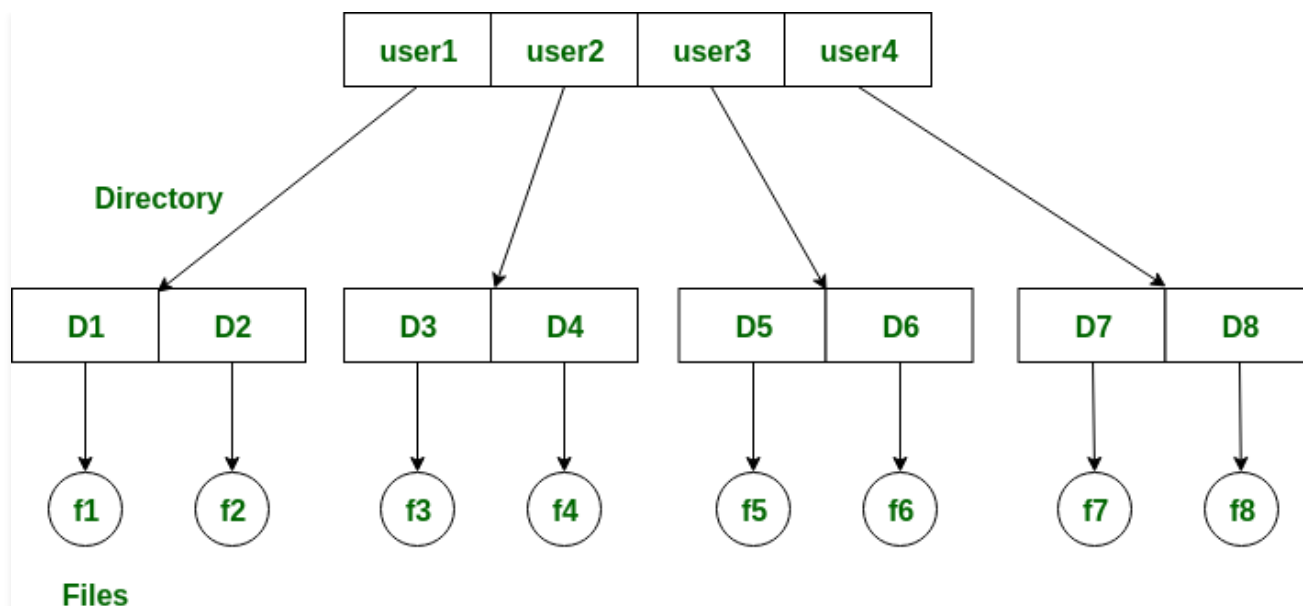 user1 user2 user3 user4
Directory
D1 D2 D3 D4 D5 D6 D7 D8
f1 f2 f3 f4 f5 f6 f7 f8
Files